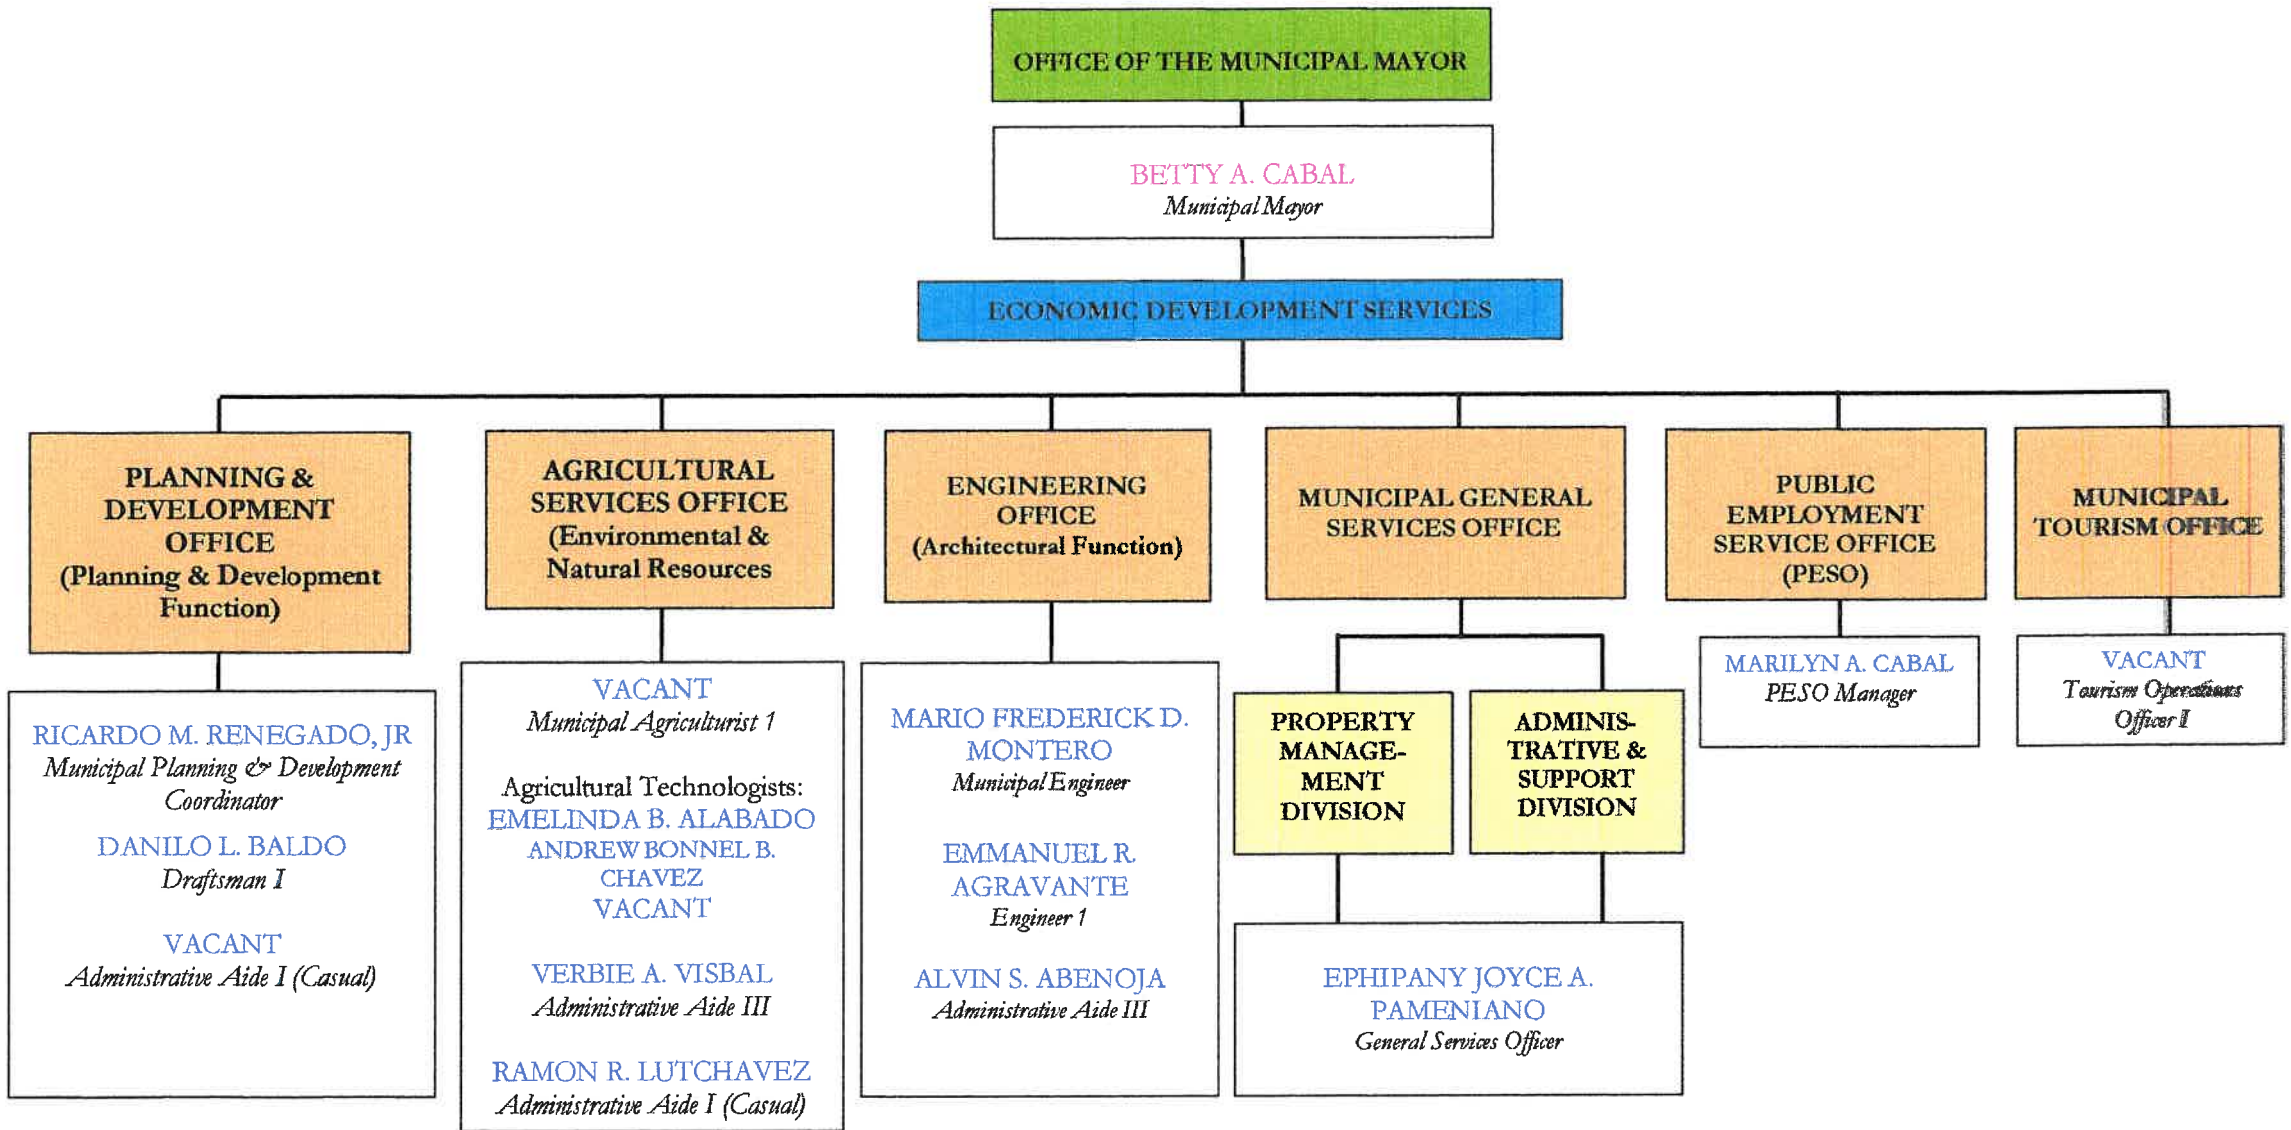 OFFICE OF THE MUNICIPAL MAYOR
BETTY A. CABAL
Municipal Mayor
ECONOMIC DEVELOPMENT SERVICES
PLANNING &
DEVELOPMENT
OFFICE
(Planning & Development
Function)
RICARDO M. RENEGADO, JR
Municipal Planning & Development
Coordinator
DANILO L. BALDO
Draftsman I
VACANT
Administrative Aide I (Casual)
AGRICULTURAL
SERVICES OFFICE
(Environmental &
Natural Resources
VACANT
Municipal Agriculturist 1
Agricultural Technologists:
EMELINDA B. ALABADO
ANDREW BONNEL B.
CHAVEZ
VACANT
VERBIE A. VISBAL
Administrative Aide III
RAMON R. LUTCHAVEZ
Administrative Aide I (Casual)
ENGINEERING
OFFICE
(Architectural Function)
MARIO FREDERICK D.
MONTERO
Municipal Engineer
EMMANUEL R.
AGRAVANTE
Engineer 1
ALVIN S. ABENOJA
Administrative Aide III
MUNICIPAL GENERAL
SERVICES OFFICE
PROPERTY
MANAGE-
MENT
DIVISION
ADMINIS-
TRATIVE &
SUPPORT
DIVISION
EPHIPANY JOYCE A.
PAMENIANO
General Services Officer
PUBLIC
EMPLOYMENT
SERVICE OFFICE
(PESO)
MARILYN A. CABAL
PESO Manager
MUNICIPAL
TOURISM OFFICE
VACANT
Tourism Operations
Officer I